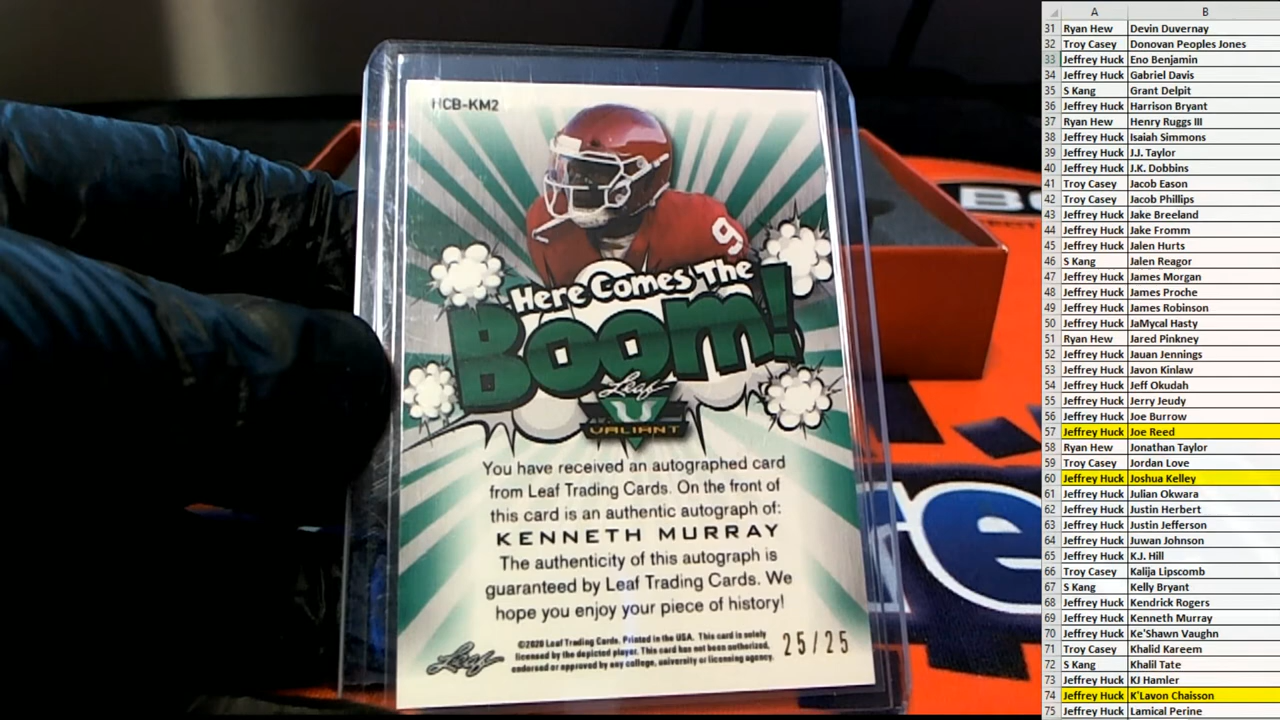 HCB-KM2
9
Here Comes The
Boom!
Leaf
VALIANT
You have received an autographed card
from Leaf Trading Cards. On the front of
this card is an authentic autograph of:
KENNETH MURRAY
The authenticity of this autograph is
guaranteed by Leaf Trading Cards. We
hope you enjoy your piece of history!
Leaf
©2020 Leaf Trading Cards. Printed in the USA. This card is solely
licensed by the depicted player. This card has not been authorized,
endorsed or approved by any college, university or licensing agency.
25/25
A B
31 Ryan Hew Devin Duvernay
32 Troy Casey Donovan Peoples Jones
33 Jeffrey Huck Eno Benjamin
34 Jeffrey Huck Gabriel Davis
35 S Kang Grant Delpit
36 Jeffrey Huck Harrison Bryant
37 Ryan Hew Henry Ruggs III
38 Jeffrey Huck Isaiah Simmons
39 Jeffrey Huck J.J. Taylor
40 Jeffrey Huck J.K. Dobbins
41 Troy Casey Jacob Eason
42 Troy Casey Jacob Phillips
43 Jeffrey Huck Jake Breeland
44 Jeffrey Huck Jake Fromm
45 Jeffrey Huck Jalen Hurts
46 S Kang Jalen Reagor
47 Jeffrey Huck James Morgan
48 Jeffrey Huck James Proche
49 Jeffrey Huck James Robinson
50 Jeffrey Huck JaMycal Hasty
51 Ryan Hew Jared Pinkney
52 Jeffrey Huck Jauan Jennings
53 Jeffrey Huck Javon Kinlaw
54 Jeffrey Huck Jeff Okudah
55 Jeffrey Huck Jerry Jeudy
56 Jeffrey Huck Joe Burrow
57 Jeffrey Huck Joe Reed
58 Ryan Hew Jonathan Taylor
59 Troy Casey Jordan Love
60 Jeffrey Huck Joshua Kelley
61 Jeffrey Huck Julian Okwara
62 Jeffrey Huck Justin Herbert
63 Jeffrey Huck Justin Jefferson
64 Jeffrey Huck Juwan Johnson
65 Jeffrey Huck K.J. Hill
66 Troy Casey Kalija Lipscomb
67 S Kang Kelly Bryant
68 Jeffrey Huck Kendrick Rogers
69 Jeffrey Huck Kenneth Murray
70 Jeffrey Huck Ke'Shawn Vaughn
71 Troy Casey Khalid Kareem
72 S Kang Khalil Tate
73 Jeffrey Huck KJ Hamler
74 Jeffrey Huck K'Lavon Chaisson
75 Jeffrey Huck Lamical Perine